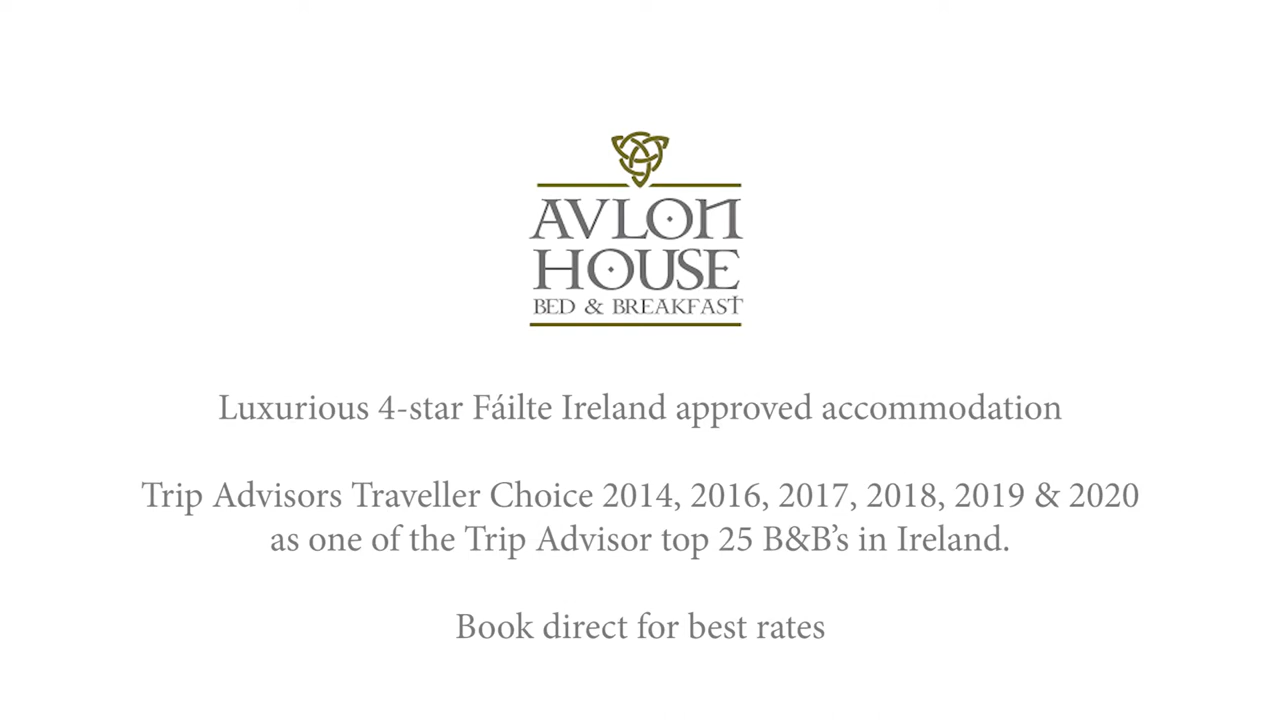 AVLON
HOUSE
BED & BREAKFAST
Luxurious 4-star Fáilte Ireland approved accommodation
Trip Advisors Traveller Choice 2014, 2016, 2017, 2018, 2019 & 2020
as one of the Trip Advisor top 25 B&B’s in Ireland.
Book direct for best rates